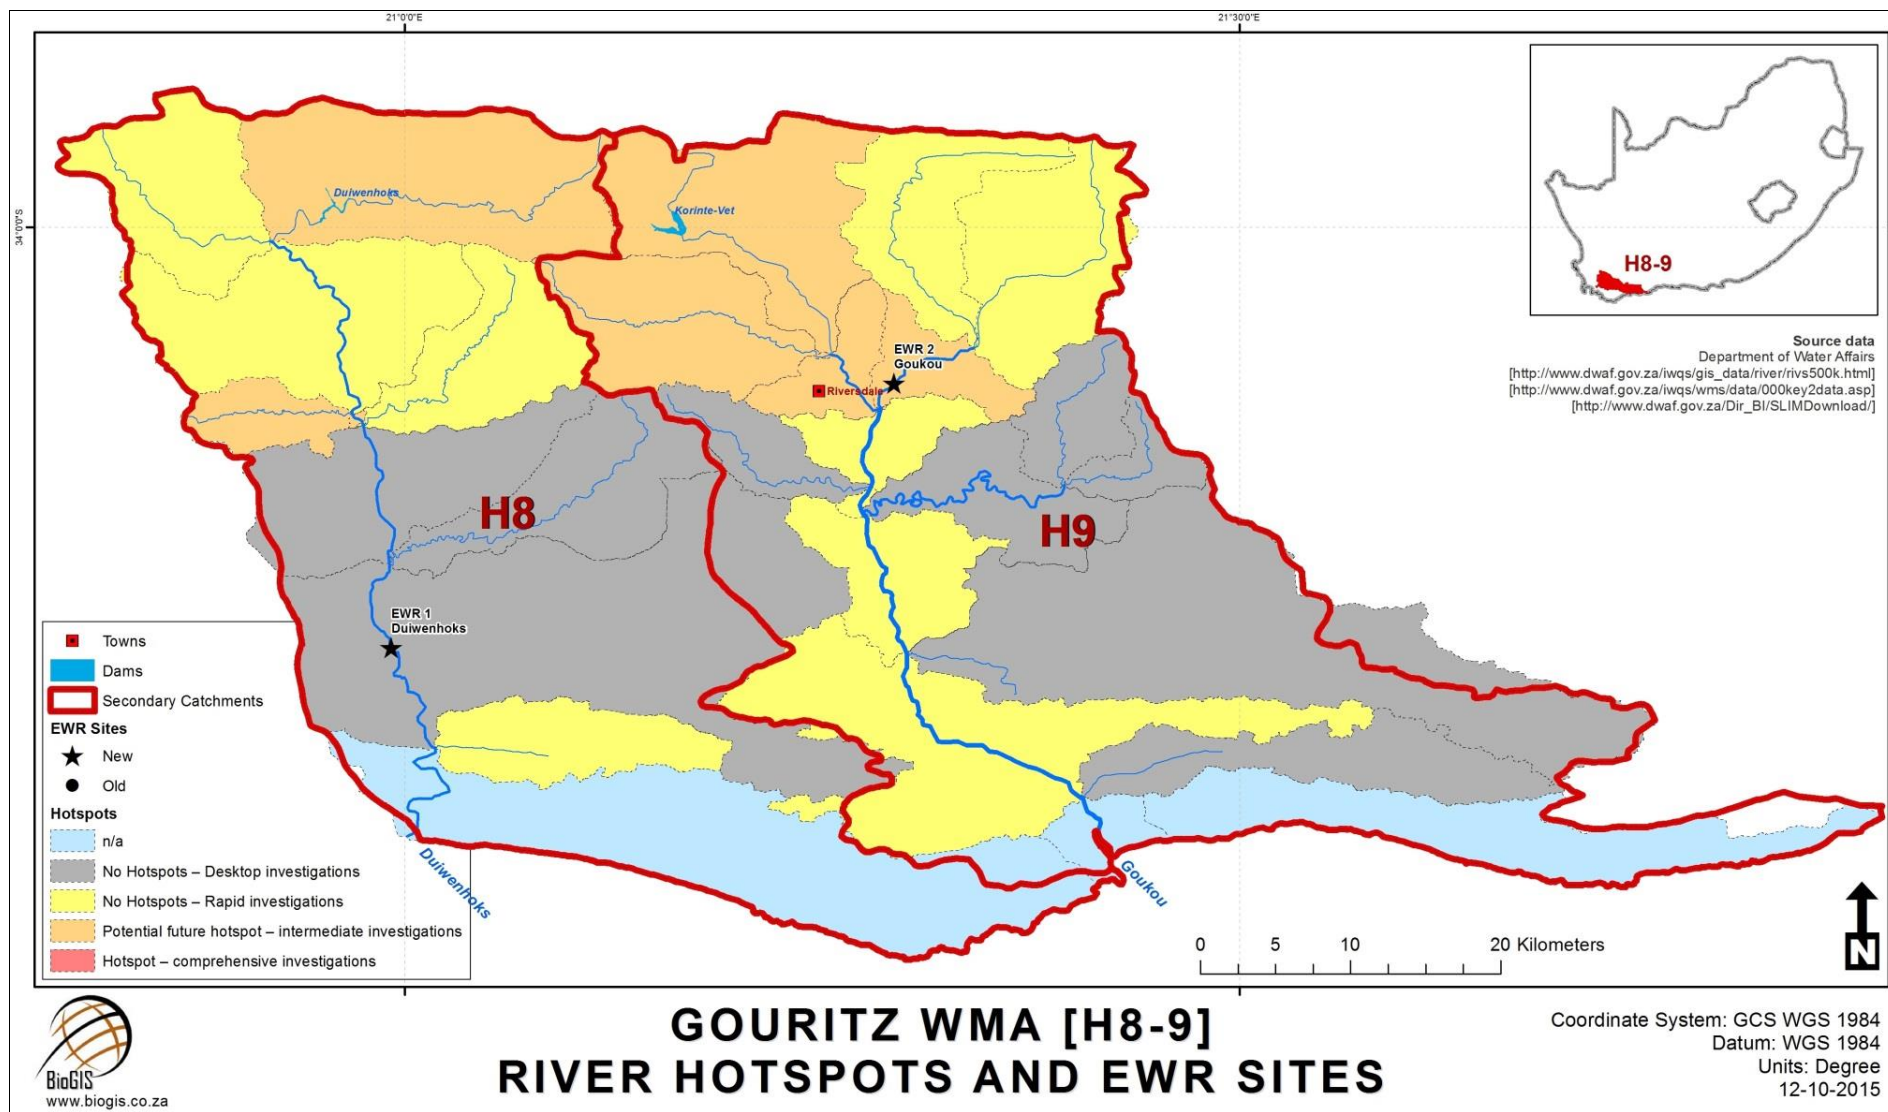 21°0'0"E
21°30'0"E
34°0'0"S
Duiwenhoks
Korinte-Vet
EWR 2
Goukou
Riversdale
H8
H9
EWR 1
Duiwenhoks
Duiwenhoks
Goukou
H8-9
Source data
Department of Water Affairs
[http://www.dwaf.gov.za/iwqs/gis_data/river/rivs500k.html]
[http://www.dwaf.gov.za/iwqs/wms/data/000key2data.asp]
[http://www.dwaf.gov.za/Dir_BI/SLIMDownload/]
Towns
Dams
Secondary Catchments
EWR Sites
New
Old
Hotspots
n/a
No Hotspots – Desktop investigations
No Hotspots – Rapid investigations
Potential future hotspot – intermediate investigations
Hotspot – comprehensive investigations
0 5 10 20 Kilometers
N
BioGIS
www.biogis.co.za
GOURITZ WMA [H8-9]
RIVER HOTSPOTS AND EWR SITES
Coordinate System: GCS WGS 1984
Datum: WGS 1984
Units: Degree
12-10-2015